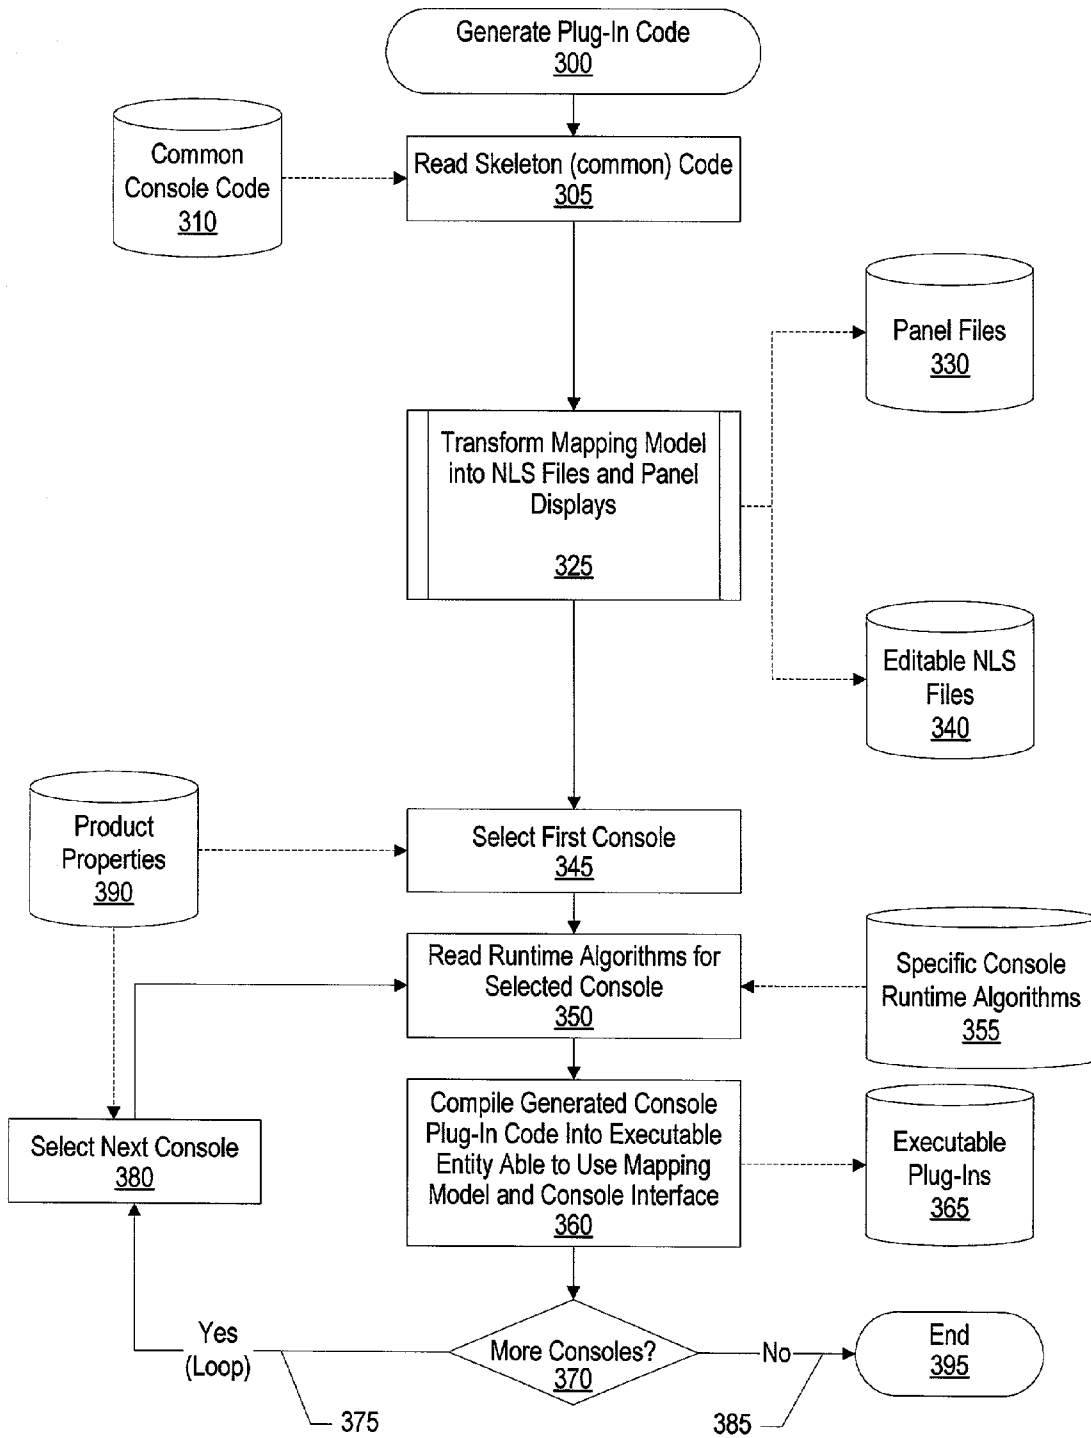 Generate Plug-In Code
300
Common
Console Code
310
Read Skeleton (common) Code
305
Panel Files
330
Transform Mapping Model
into NLS Files and Panel
Displays
325
Editable NLS
Files
340
Product
Properties
390
Select First Console
345
Read Runtime Algorithms for
Selected Console
350
Specific Console
Runtime Algorithms
355
Compile Generated Console
Plug-In Code Into Executable
Entity Able to Use Mapping
Model and Console Interface
360
Executable
Plug-Ins
365
Select Next Console
380
Yes
(Loop)
More Consoles?
370
No
End
395
375
385